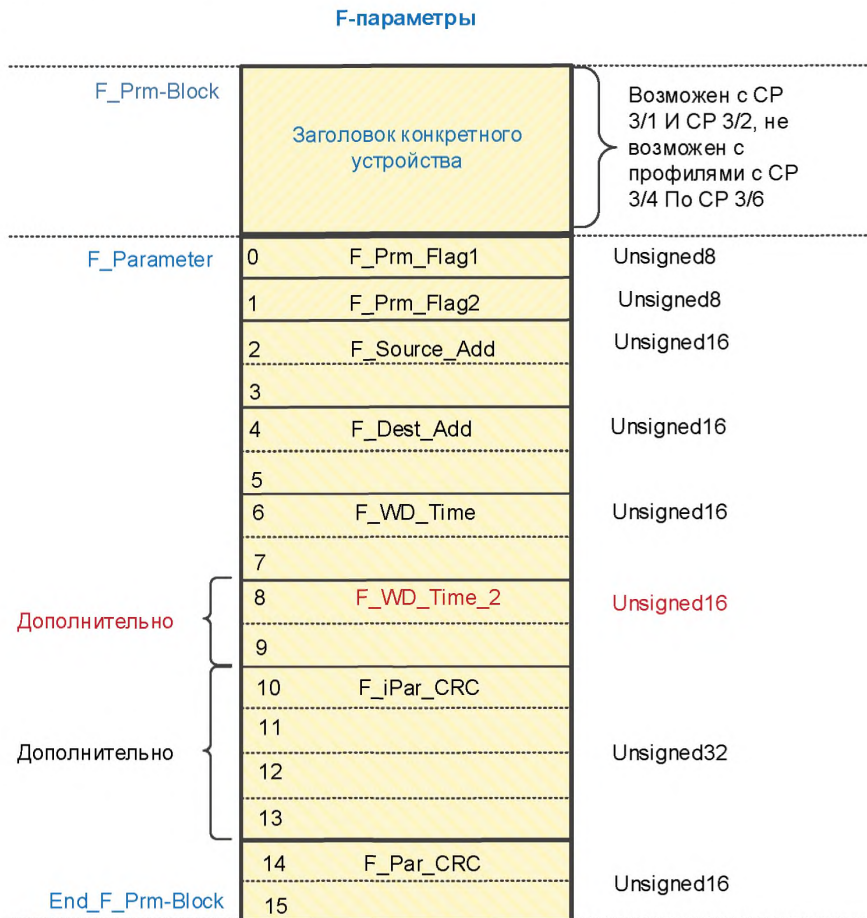 F-параметры
F_Prm-Block
Заголовок конкретного
устройства
Возможен с CP
3/1 И CP 3/2, не
возможен с
профилями с CP
3/4 По CP 3/6
F_Parameter
0 F_Prm_Flag1 Unsigned8
1 F_Prm_Flag2 Unsigned8
2 F_Source_Add Unsigned16
3
4 F_Dest_Add Unsigned16
5
6 F_WD_Time Unsigned16
7
Дополнительно
8 F_WD_Time_2 Unsigned16
9
Дополнительно
10 F_iPar_CRC
11
Unsigned32
12
13
14 F_Par_CRC
Unsigned16
End_F_Prm-Block 15